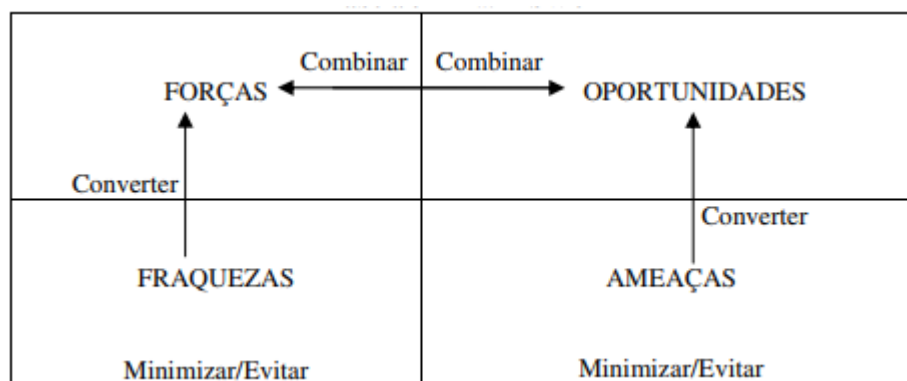 Combinar Combinar
FORÇAS OPORTUNIDADES
Converter
Converter
FRAQUEZAS AMEAÇAS
Minimizar/Evitar Minimizar/Evitar